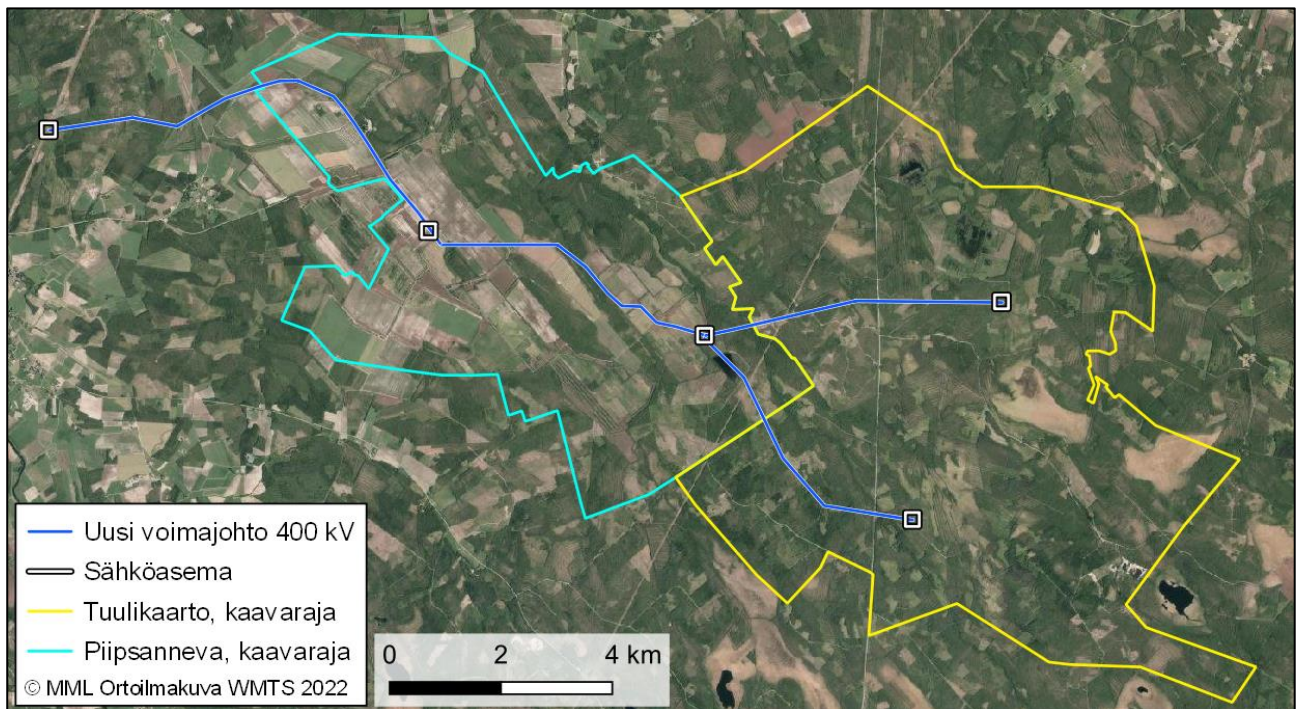 Uusi voimajohto 400 kV
Sähköasema
Tuulikaarto, kaavaraja
Piipsanneva, kaavaraja
© MML Ortoilmakuva WMTS 2022
0 2 4 km